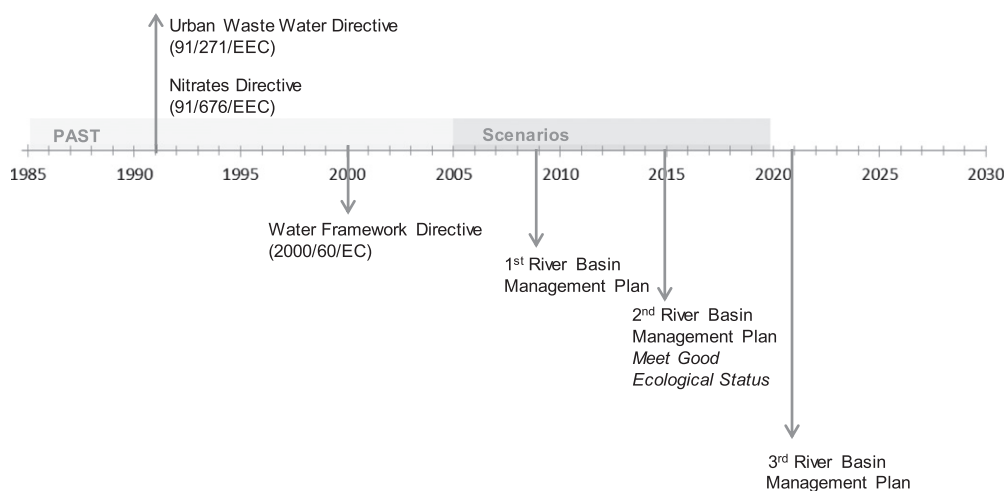 Urban Waste Water Directive
(91/271/EEC)
Nitrates Directive
(91/676/EEC)
PAST
Scenarios
1985 1990 1995 2000 2005 2010 2015 2020 2025 2030
Water Framework Directive
(2000/60/EC)
1st River Basin
Management Plan
2nd River Basin
Management Plan
Meet Good
Ecological Status
3rd River Basin
Management Plan